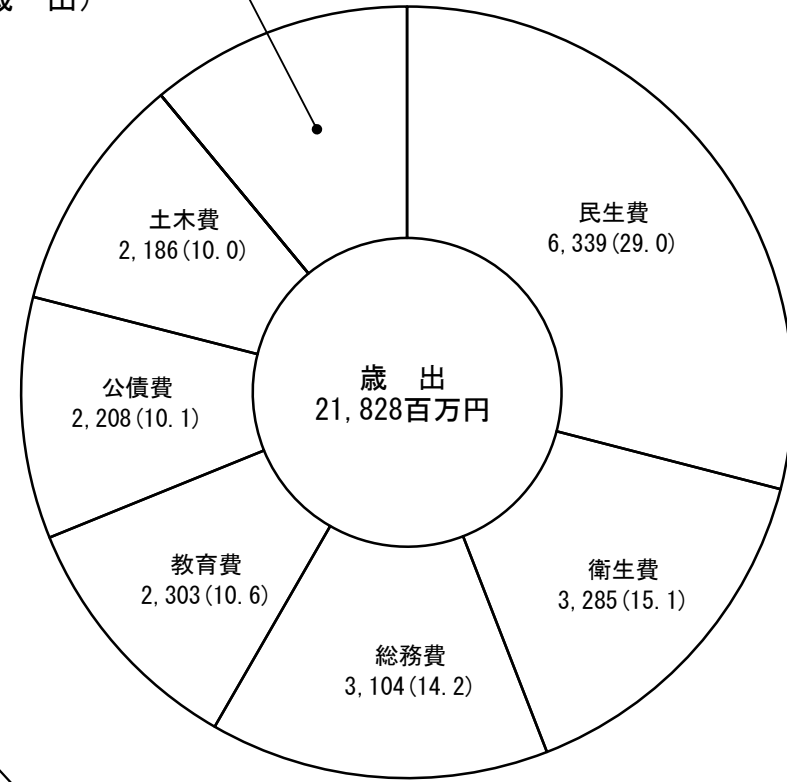 出)
民生費
6,339(29.0)
土木費
2,186(10.0)
歳 出
21,828百万円
公債費
2,208(10.1)
教育費
2,303(10.6)
衛生費
3,285(15.1)
総務費
3,104(14.2)